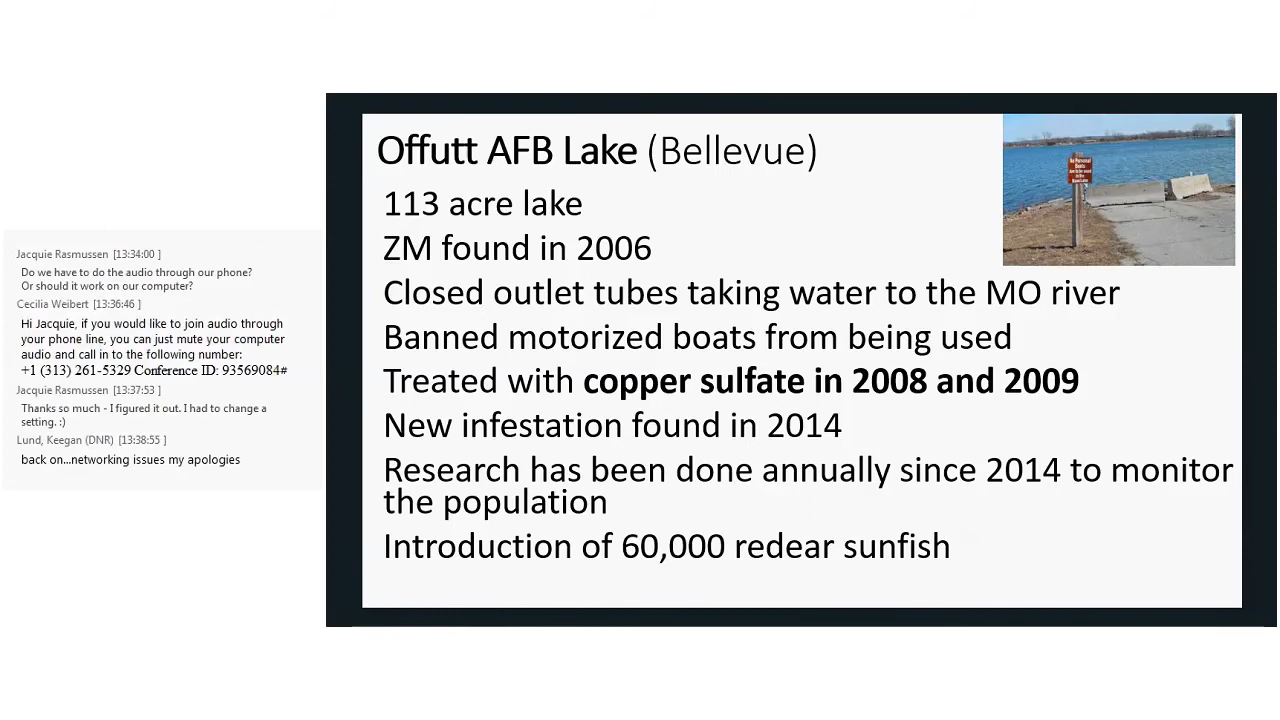 Jacquie Rasmussen [13:34:00 ]
Do we have to do the audio through our phone?
Or should it work on our computer?
Cecilia Weibert [13:36:46 ]
Hi Jacquie, if you would like to join audio through
your phone line, you can just mute your computer
audio and call in to the following number:
+1 (313) 261-5329 Conference ID: 93569084#
Jacquie Rasmussen [13:37:53 ]
Thanks so much - I figured it out. I had to change a
setting. :)
Lund, Keegan (DNR) [13:38:55 ]
back on...networking issues my apologies
Offutt AFB Lake (Bellevue)
113 acre lake
ZM found in 2006
Closed outlet tubes taking water to the MO river
Banned motorized boats from being used
Treated with copper sulfate in 2008 and 2009
New infestation found in 2014
Research has been done annually since 2014 to monitor
the population
Introduction of 60,000 redear sunfish
No Personal
Boats